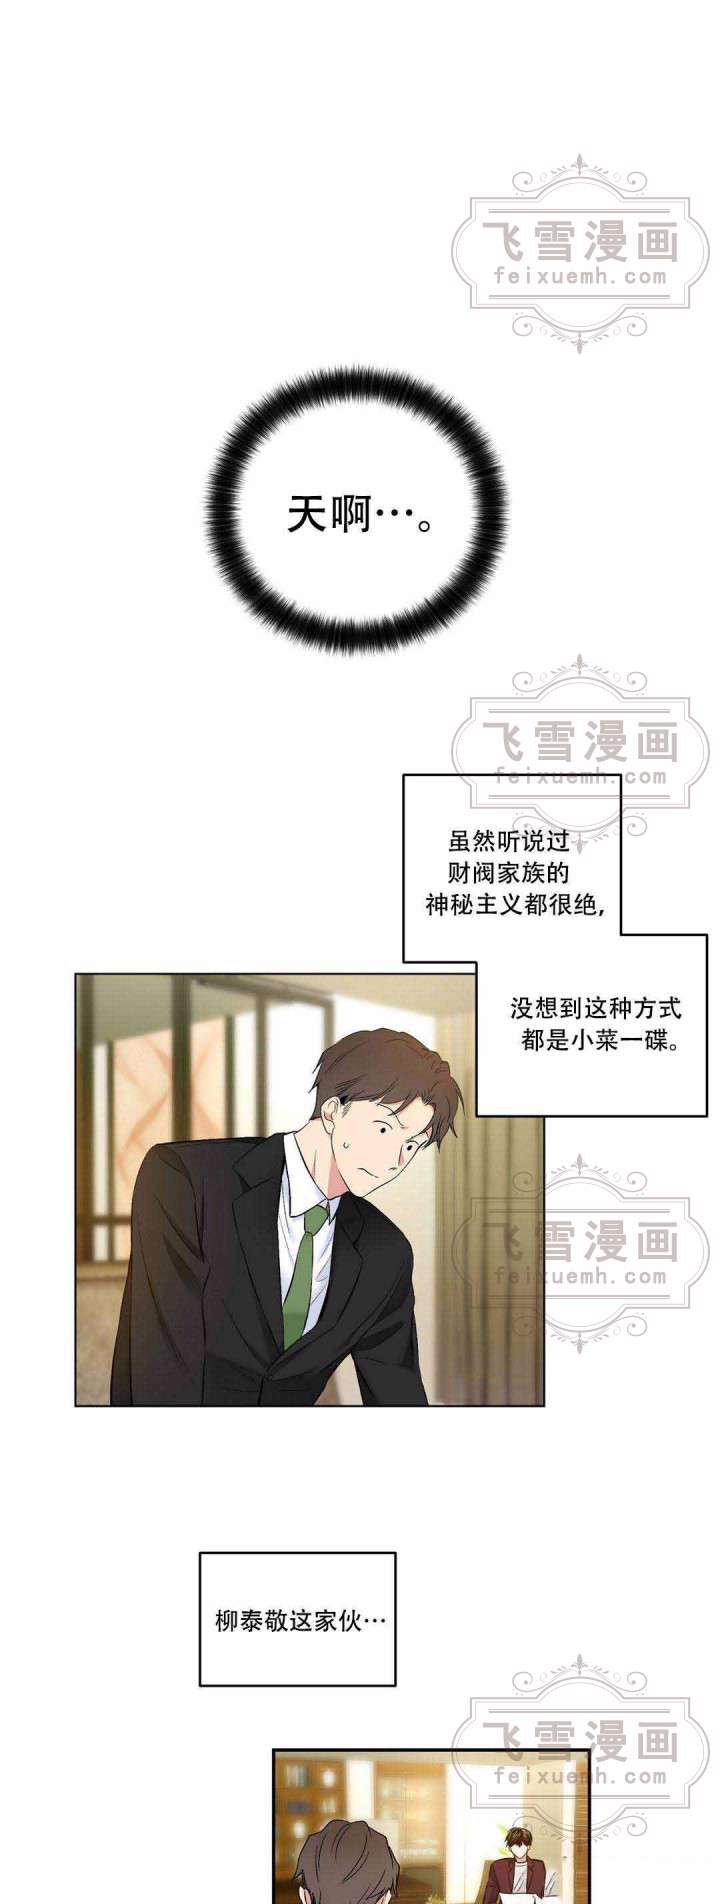 飞雪漫画
feixuemh.com
天啊…。
飞雪漫画
feixuemh.com
虽然听说过
财阀家族的
神秘主义都很绝,
没想到这种方式
都是小菜一碟。
飞雪漫画
feixuemh.com
柳泰敬这家伙…
飞雪漫画
feixuemh.com